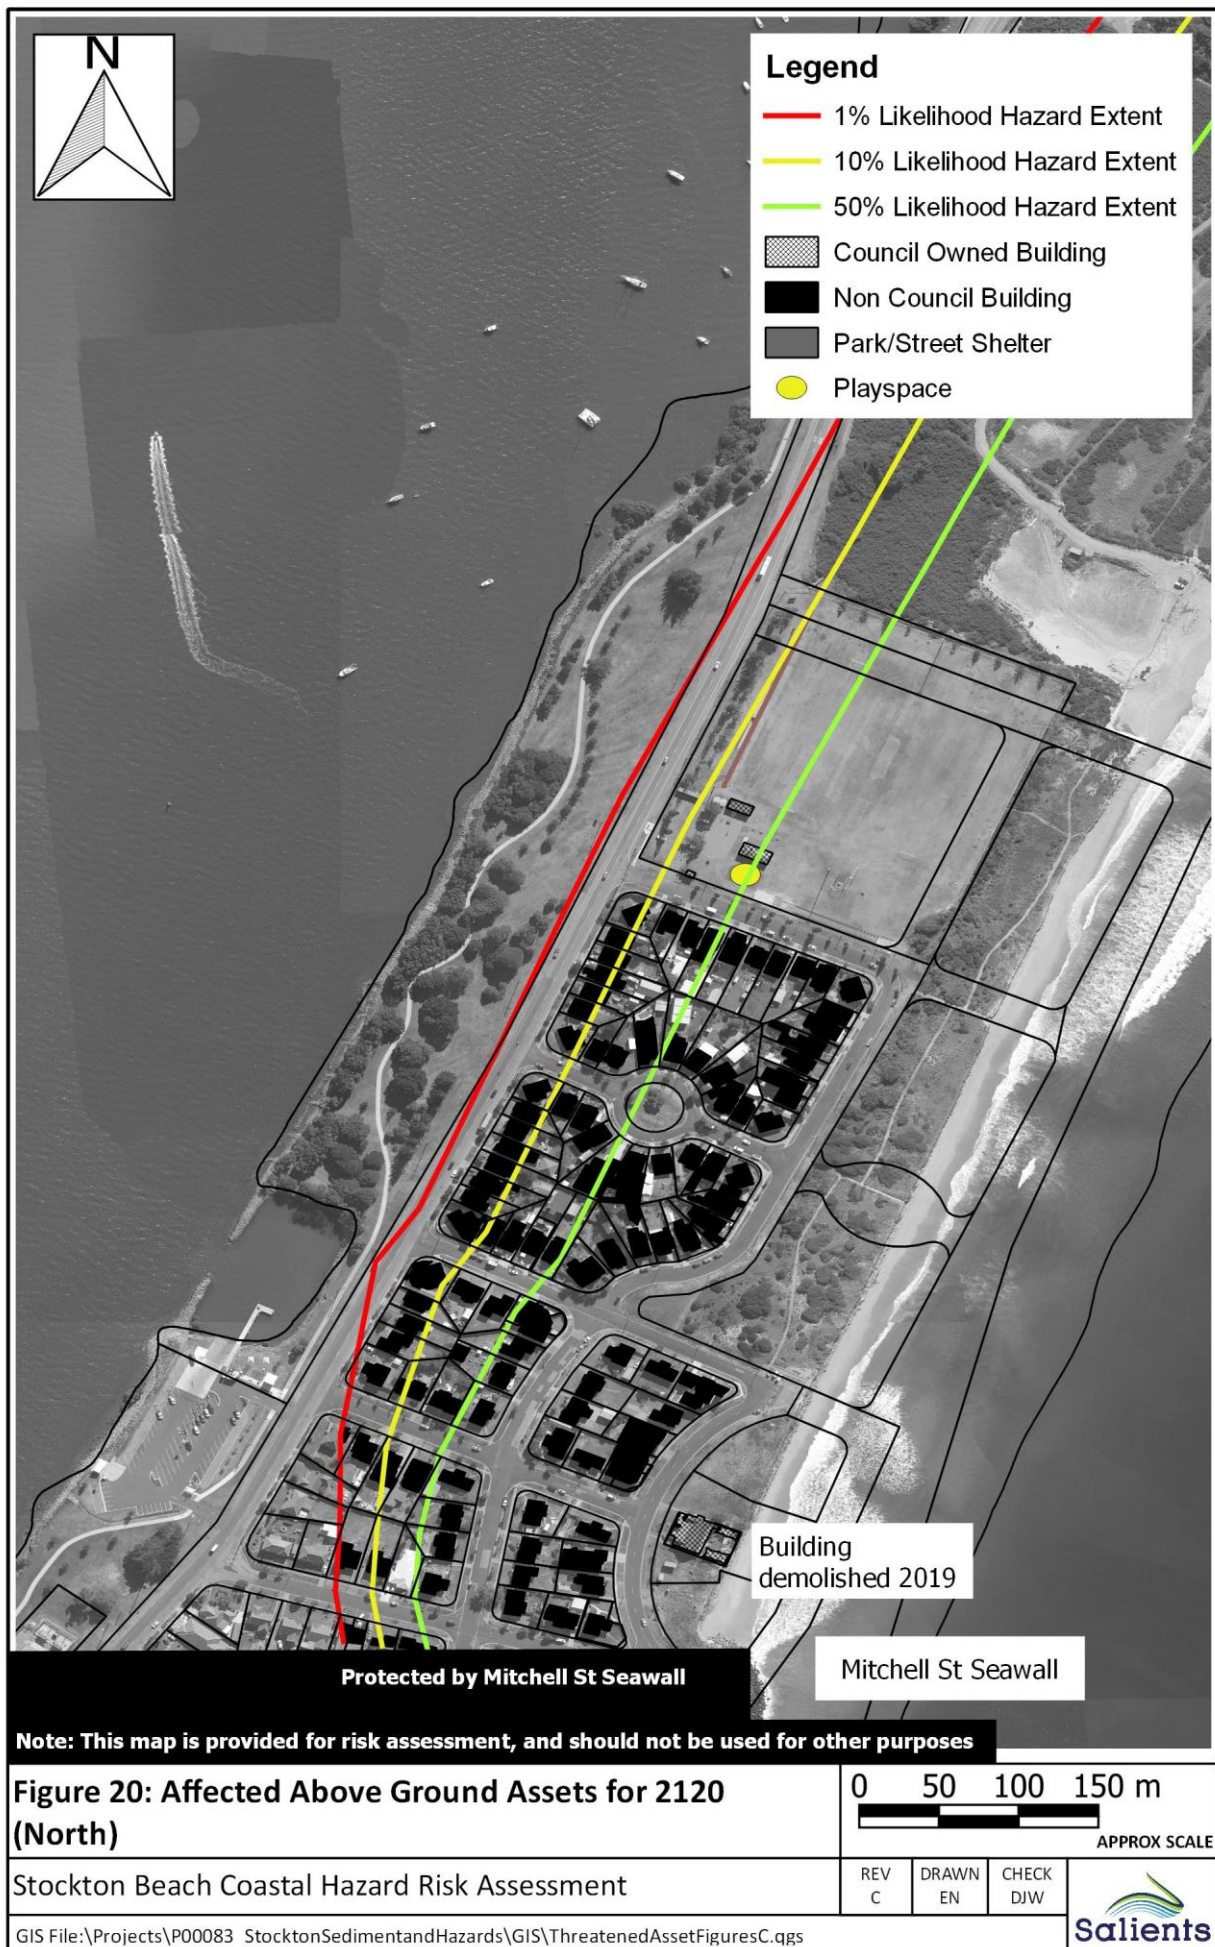 N
Legend
1% Likelihood Hazard Extent
10% Likelihood Hazard Extent
50% Likelihood Hazard Extent
Council Owned Building
Non Council Building
Park/Street Shelter
Playspace
Building
demolished 2019
Mitchell St Seawall
Protected by Mitchell St Seawall
Note: This map is provided for risk assessment, and should not be used for other purposes
Figure 20: Affected Above Ground Assets for 2120
(North)
0 50 100 150 m
APPROX SCALE
Stockton Beach Coastal Hazard Risk Assessment
REV
C
DRAWN
EN
CHECK
DJW
Salients
GIS File:\Projects\P00083_StocktonSedimentandHazards\GIS\ThreatenedAssetFiguresC.qgs